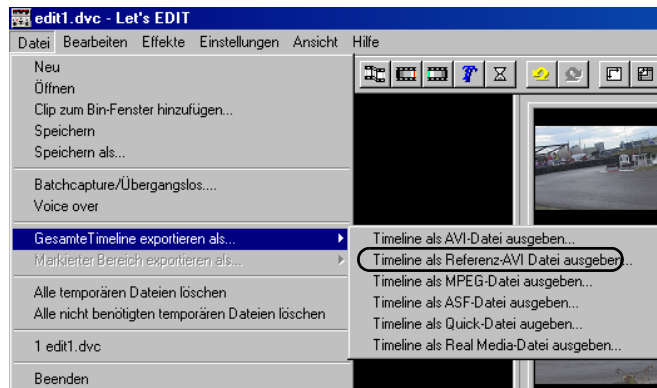 edit1.dvc - Let's EDIT
Datei Bearbeiten Effekte Einstellungen Ansicht Hilfe
Neu
Öffnen
Clip zum Bin-Fenster hinzufügen...
Speichern
Speichern als...
Batchcapture/Übergangslos....
Voice over
GesamteTimeline exportieren als...
Markierter Bereich exportieren als...
Alle temporären Dateien löschen
Alle nicht benötigten temporären Dateien löschen
1 edit1.dvc
Beenden
Timeline als AVI-Datei ausgeben...
Timeline als Referenz-AVI Datei ausgeben...
Timeline als MPEG-Datei ausgeben...
Timeline als ASF-Datei ausgeben...
Timeline als Quick-Datei augeben...
Timeline als Real Media-Datei ausgeben...